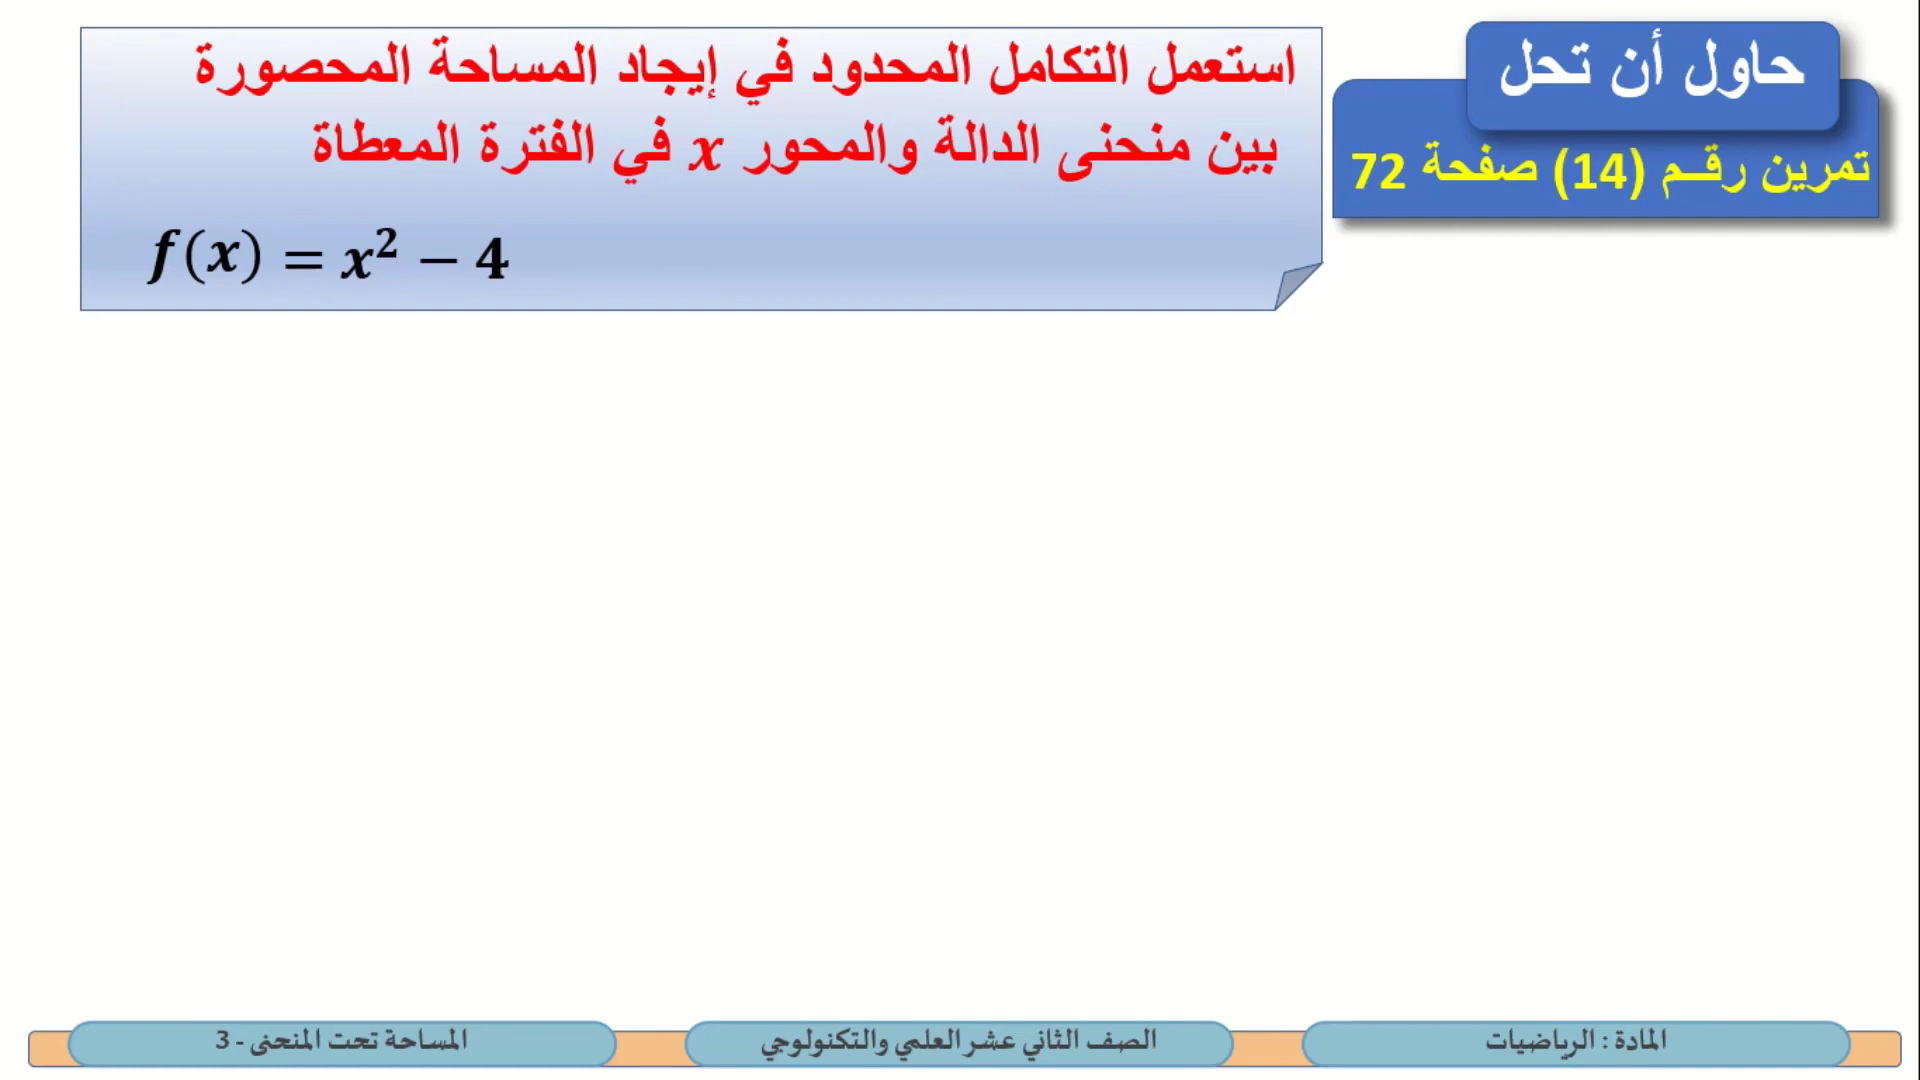 حاول أن تحل
تمرين رقـم (14) صفحة 72
استعمل التكامل المحدود في إيجاد المساحة المحصورة
بين منحنى الدالة والمحور x في الفترة المعطاة
f(x) = x² − 4
المادة : الرياضيات
الصف الثاني عشر العلمي والتكنولوجي
المساحة تحت المنحنى - 3